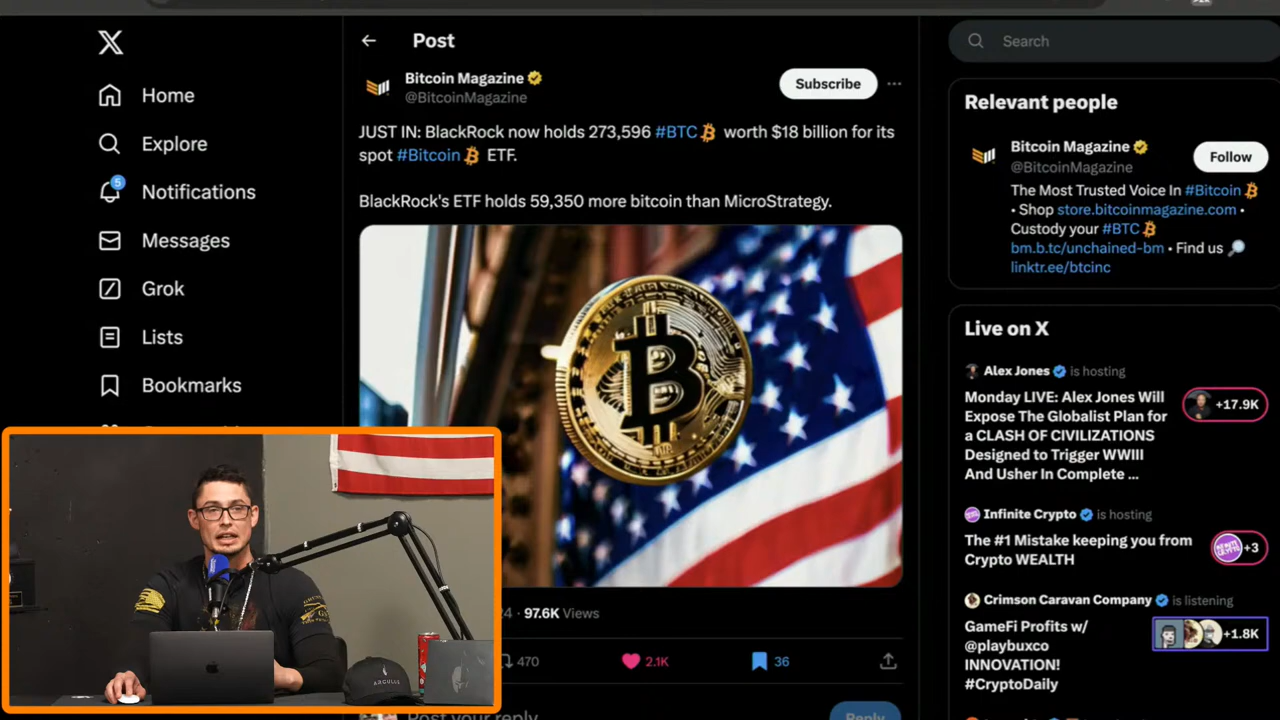 Post
Search
Home
Explore
5
Notifications
Messages
Grok
Lists
Bookmarks
Bitcoin Magazine
@BitcoinMagazine
Subscribe
JUST IN: BlackRock now holds 273,596 #BTC worth $18 billion for its
spot #Bitcoin ETF.
BlackRock's ETF holds 59,350 more bitcoin than MicroStrategy.
97.6K Views
470
2.1K
36
Post your reply
Reply
Relevant people
Bitcoin Magazine
@BitcoinMagazine
Follow
The Most Trusted Voice In #Bitcoin
• Shop store.bitcoinmagazine.com •
Custody your #BTC
bm.b.tc/unchained-bm • Find us
linktr.ee/btcinc
Live on X
Alex Jones is hosting
Monday LIVE: Alex Jones Will
Expose The Globalist Plan for
a CLASH OF CIVILIZATIONS
Designed to Trigger WWIII
And Usher In Complete ...
+17.9K
Infinite Crypto is hosting
The #1 Mistake keeping you from
Crypto WEALTH
+3
Crimson Caravan Company is listening
GameFi Profits w/
@playbuxco
INNOVATION!
#CryptoDaily
+1.8K